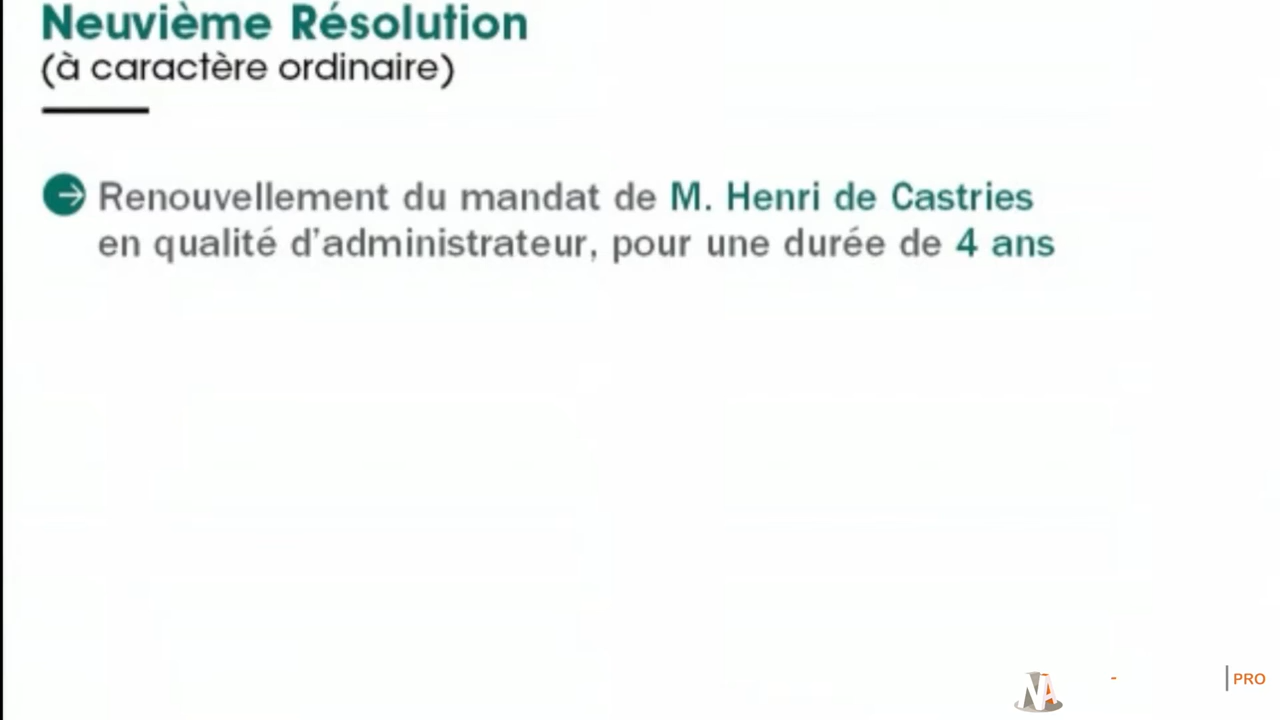 Neuvième Résolution
(à caractère ordinaire)
Renouvellement du mandat de M. Henri de Castries
en qualité d'administrateur, pour une durée de 4 ans
NA - | PRO